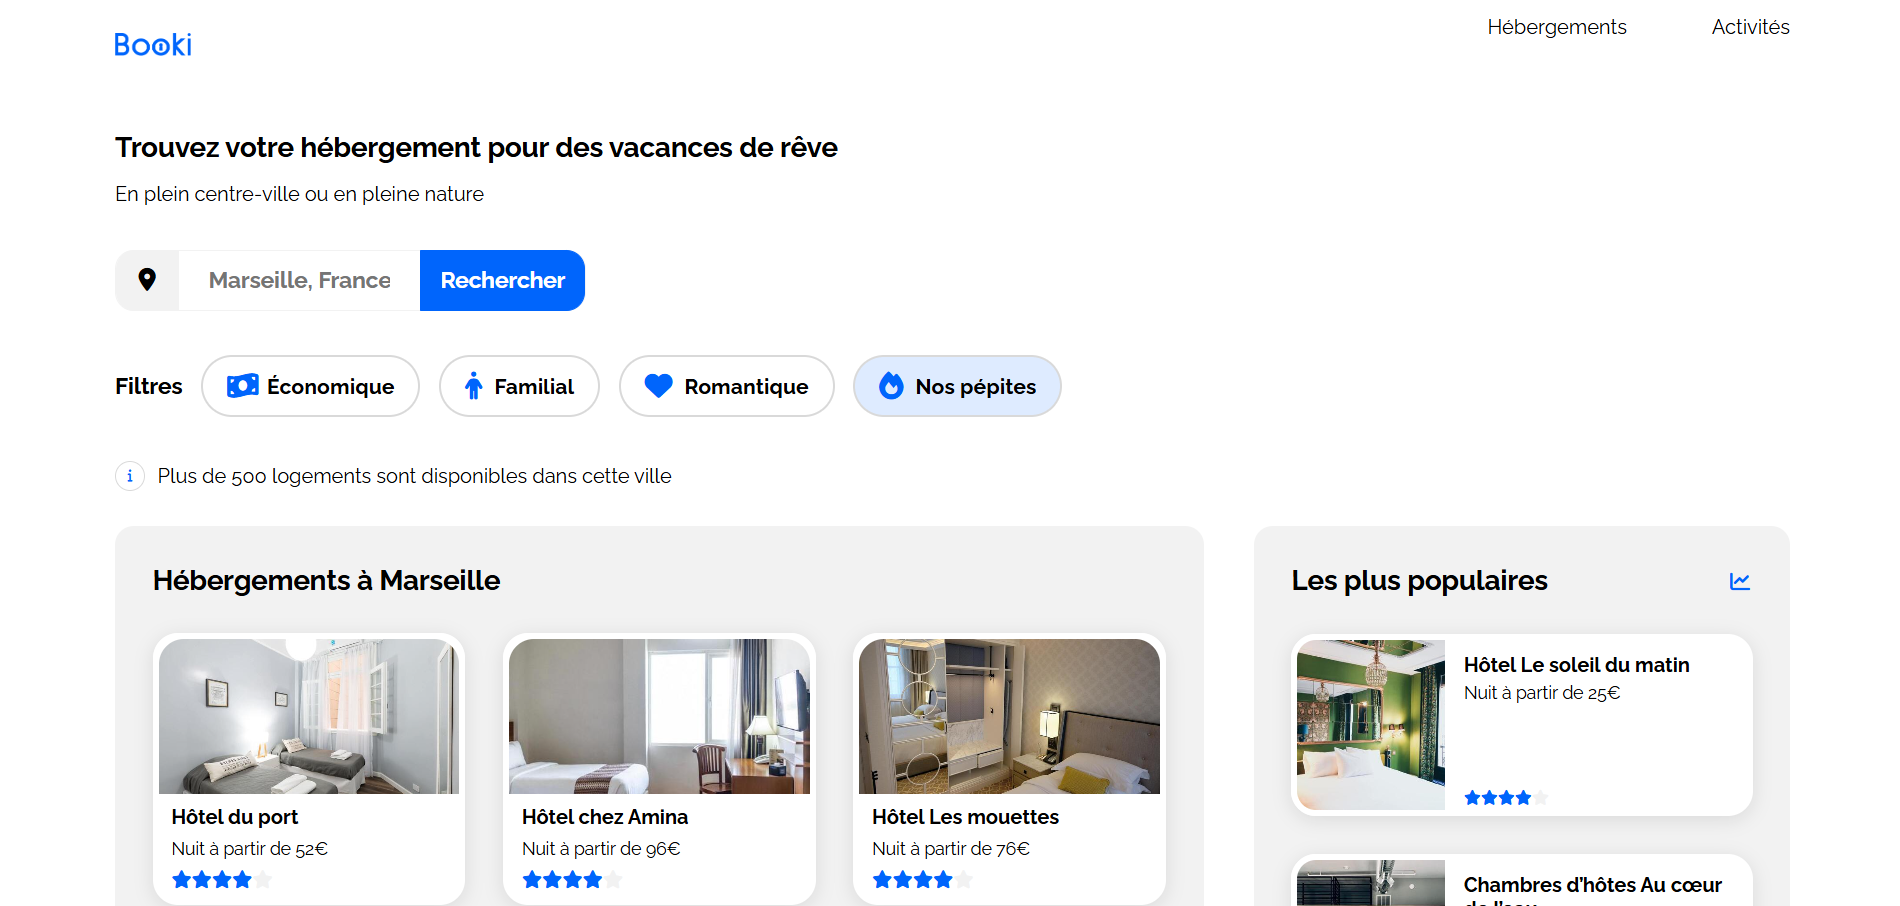 Booki
Hébergements
Activités
Trouvez votre hébergement pour des vacances de rêve
En plein centre-ville ou en pleine nature
Marseille, France
Rechercher
Filtres
Économique
Familial
Romantique
Nos pépites
Plus de 500 logements sont disponibles dans cette ville
Hébergements à Marseille
Hôtel du port
Nuit à partir de 52€
Hôtel chez Amina
Nuit à partir de 96€
Hôtel Les mouettes
Nuit à partir de 76€
Les plus populaires
Hôtel Le soleil du matin
Nuit à partir de 25€
Chambres d'hôtes Au cœur
de l'eau